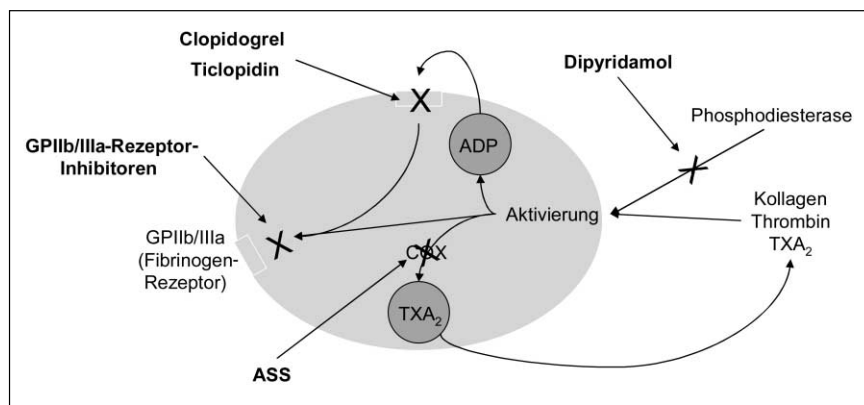 Clopidogrel
Ticlopidin
Dipyridamol
Phosphodiesterase
GPIIb/IIIa-Rezeptor-
Inhibitoren
ADP
Aktivierung
Kollagen
Thrombin
TXA₂
GPIIb/IIIa
(Fibrinogen-
Rezeptor)
COX
TXA₂
ASS